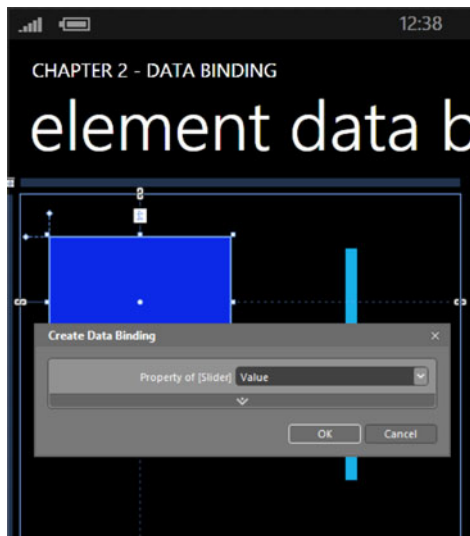 12:38
CHAPTER 2 - DATA BINDING
element data b
Create Data Binding
Property of [Slider] Value
OK Cancel